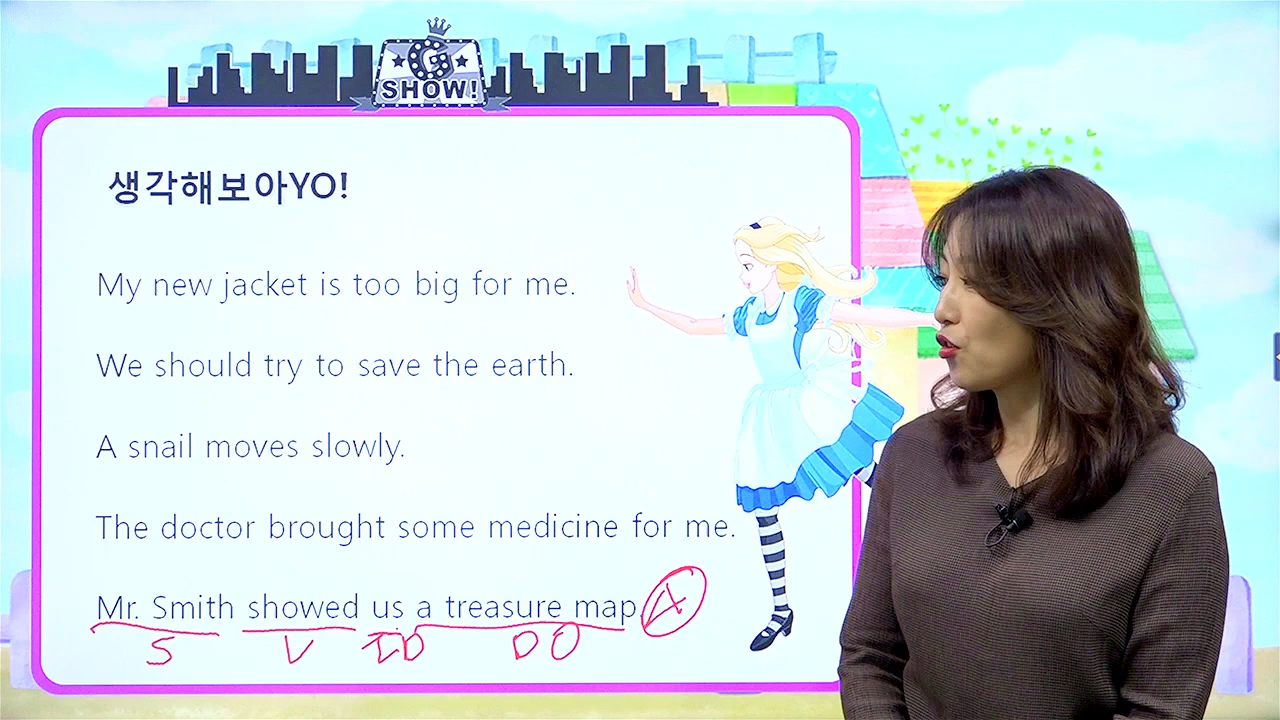 G
SHOW!
생각해보아YO!
My new jacket is too big for me.
We should try to save the earth.
A snail moves slowly.
The doctor brought some medicine for me.
Mr. Smith showed us a treasure map
S V IO DO